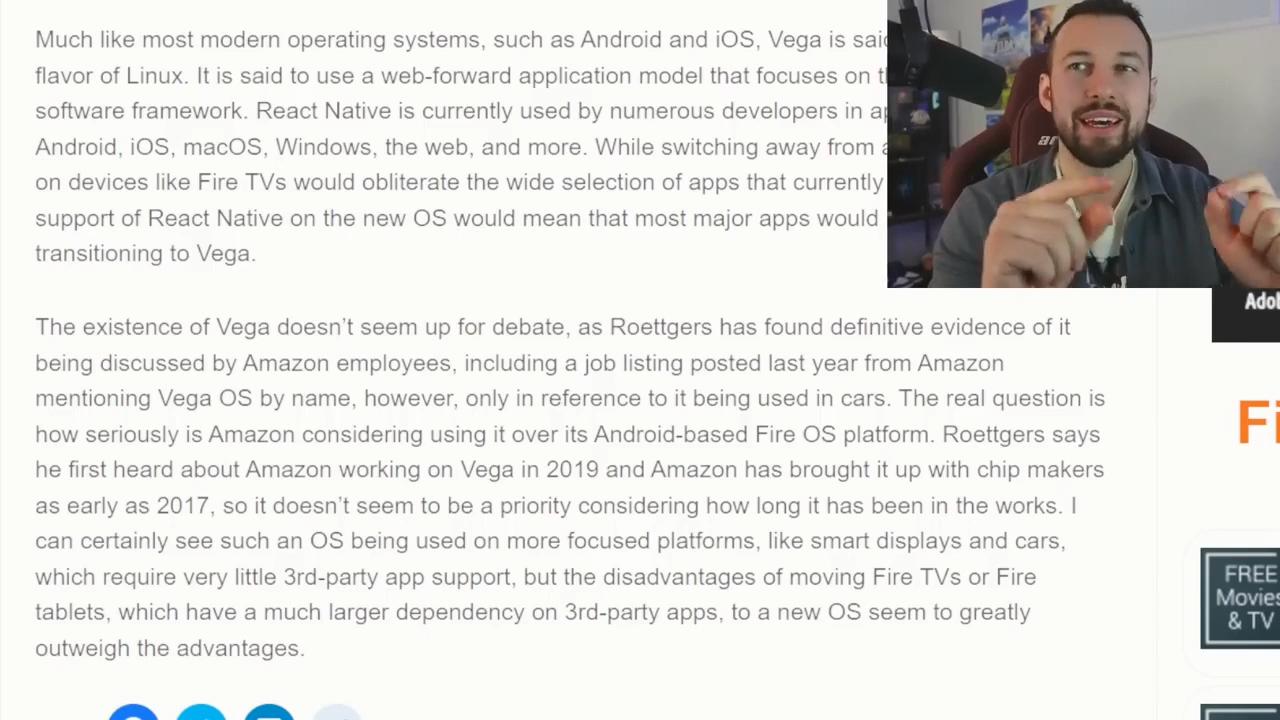 Much like most modern operating systems, such as Android and iOS, Vega is
flavor of Linux. It is said to use a web-forward application model that focuses on
software framework. React Native is currently used by numerous developers in
Android, iOS, macOS, Windows, the web, and more. While switching away from
on devices like Fire TVs would obliterate the wide selection of apps that currently
support of React Native on the new OS would mean that most major apps would
transitioning to Vega.
The existence of Vega doesn’t seem up for debate, as Roettgers has found definitive evidence of it
being discussed by Amazon employees, including a job listing posted last year from Amazon
mentioning Vega OS by name, however, only in reference to it being used in cars. The real question is
how seriously is Amazon considering using it over its Android-based Fire OS platform. Roettgers says
he first heard about Amazon working on Vega in 2019 and Amazon has brought it up with chip makers
as early as 2017, so it doesn’t seem to be a priority considering how long it has been in the works. I
can certainly see such an OS being used on more focused platforms, like smart displays and cars,
which require very little 3rd-party app support, but the disadvantages of moving Fire TVs or Fire
tablets, which have a much larger dependency on 3rd-party apps, to a new OS seem to greatly
outweigh the advantages.
FREE
Movies
& TV